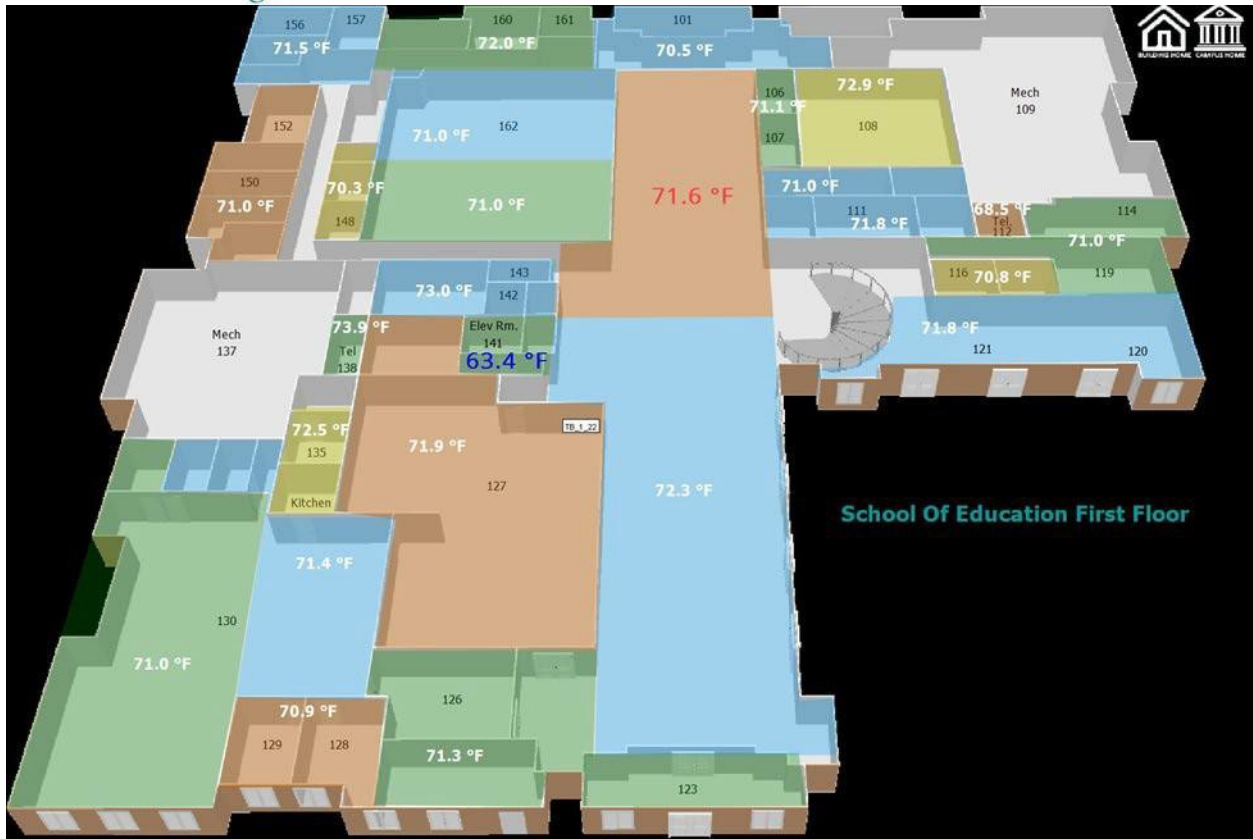 156
157
160
161
101
71.5 °F
72.0 °F
70.5 °F
BUILDING HOME
CAMPUS HOME
106
71.1 °F
107
72.9 °F
108
Mech
109
152
71.0 °F
162
150
71.0 °F
70.3 °F
148
71.0 °F
71.6 °F
71.0 °F
111
71.8 °F
68.5 °F
Tel.
112
114
71.0 °F
116
70.8 °F
119
143
73.0 °F
142
Mech
137
73.9 °F
Tel
138
Elev Rm.
141
63.4 °F
71.8 °F
121
120
72.5 °F
135
Kitchen
71.9 °F
TB_1_22
127
72.3 °F
School Of Education First Floor
71.4 °F
130
71.0 °F
126
70.9 °F
129
128
71.3 °F
123